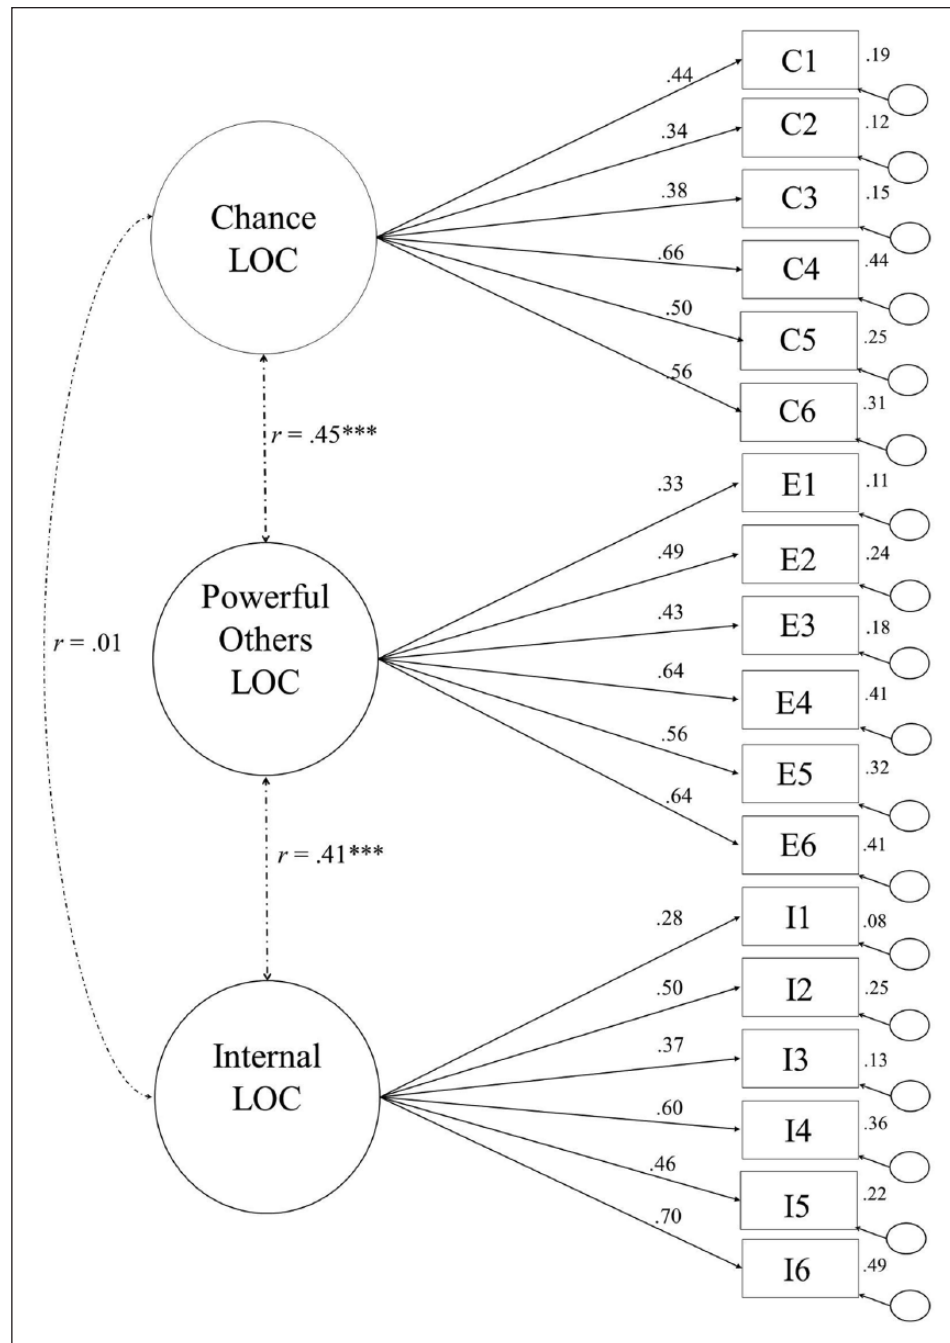 Chance
LOC
.44
.34
.38
.66
.50
.56
C1
.19
C2
.12
C3
.15
C4
.44
C5
.25
C6
.31
r = .45***
r = .01
Powerful
Others
LOC
.33
.49
.43
.64
.56
.64
E1
.11
E2
.24
E3
.18
E4
.41
E5
.32
E6
.41
r = .41***
Internal
LOC
.28
.50
.37
.60
.46
.70
I1
.08
I2
.25
I3
.13
I4
.36
I5
.22
I6
.49